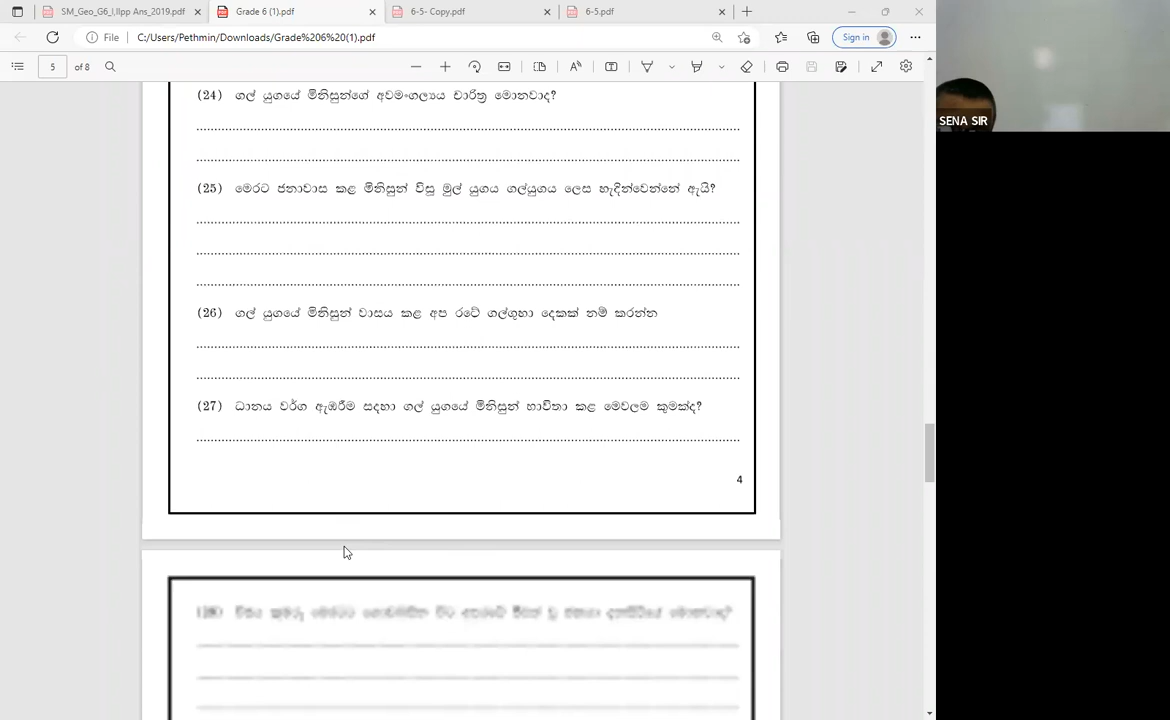 SM_Geo_G6_I,IIpp Ans_2019.pdf
Grade 6 (1).pdf
6-5- Copy.pdf
6-5.pdf
File
C:/Users/Pethmin/Downloads/Grade%206%20(1).pdf
Sign in
5 of 8
(24) ගල් යුගයේ මිනිසුන්ගේ අවමංගල්‍යය චාරිත්‍ර මොනවාද?
(25) මෙරට ජනාවාස කළ මිනිසුන් විසූ මුල් යුගය ගල්යුගය ලෙස හැදින්වෙන්නේ ඇයි?
(26) ගල් යුගයේ මිනිසුන් වාසය කළ අප රටේ ගල්ගුහා දෙකක් නම් කරන්න
(27) ධාන්‍ය වර්ග ඇඹරීම සදහා ගල් යුගයේ මිනිසුන් භාවිතා කළ මෙවලම කුමක්ද?
4
SENA SIR